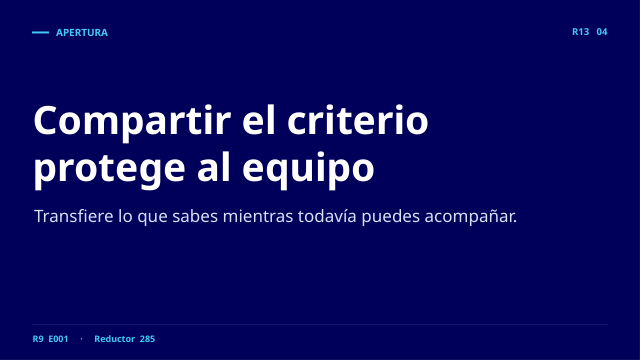 APERTURA
R13 04
Compartir el criterio
protege al equipo
Transfiere lo que sabes mientras todavía puedes acompañar.
R9 E001 · Reductor 285